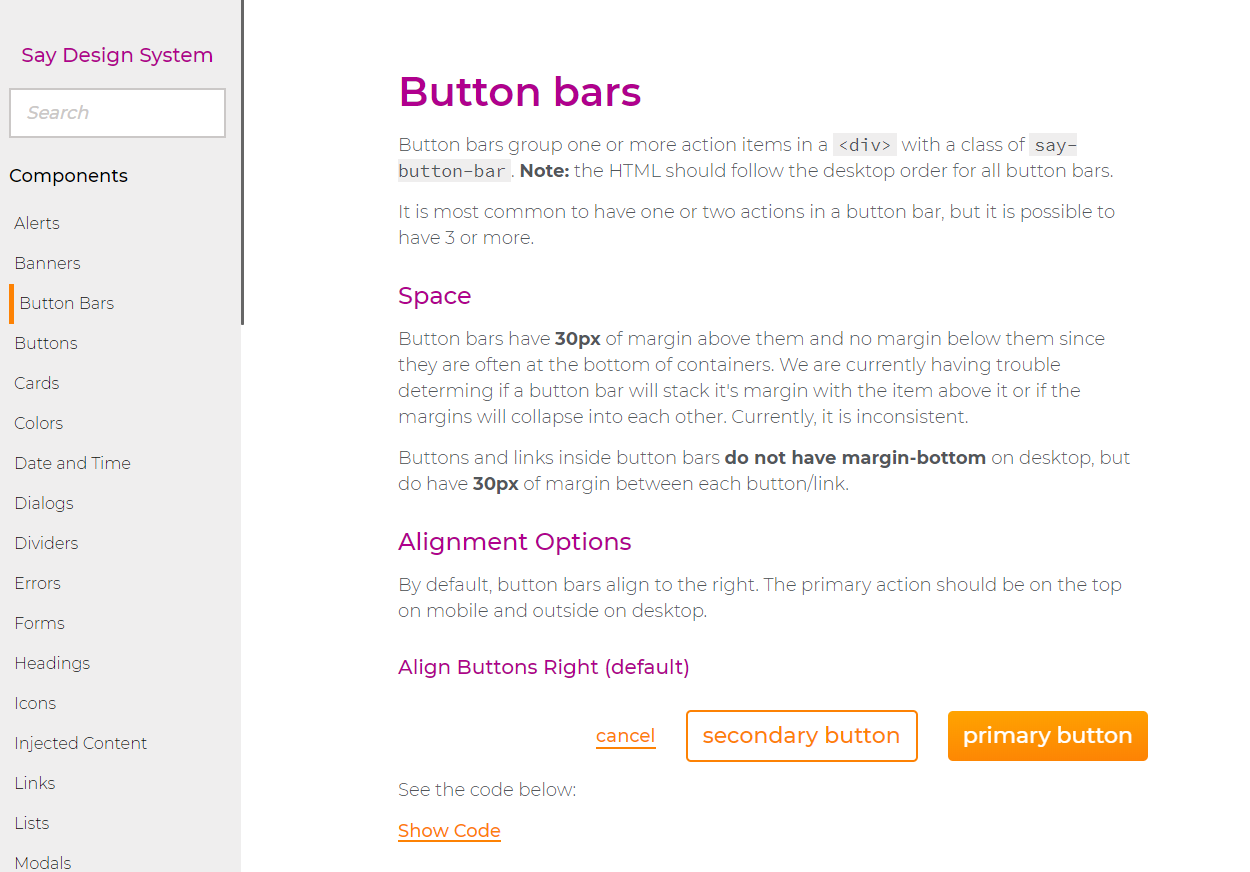 Say Design System
Search
Components
Alerts
Banners
Button Bars
Buttons
Cards
Colors
Date and Time
Dialogs
Dividers
Errors
Forms
Headings
Icons
Injected Content
Links
Lists
Modals
Button bars
Button bars group one or more action items in a <div> with a class of say-
button-bar. Note: the HTML should follow the desktop order for all button bars.
It is most common to have one or two actions in a button bar, but it is possible to
have 3 or more.
Space
Button bars have 30px of margin above them and no margin below them since
they are often at the bottom of containers. We are currently having trouble
determing if a button bar will stack it's margin with the item above it or if the
margins will collapse into each other. Currently, it is inconsistent.
Buttons and links inside button bars do not have margin-bottom on desktop, but
do have 30px of margin between each button/link.
Alignment Options
By default, button bars align to the right. The primary action should be on the top
on mobile and outside on desktop.
Align Buttons Right (default)
cancel secondary button primary button
See the code below:
Show Code